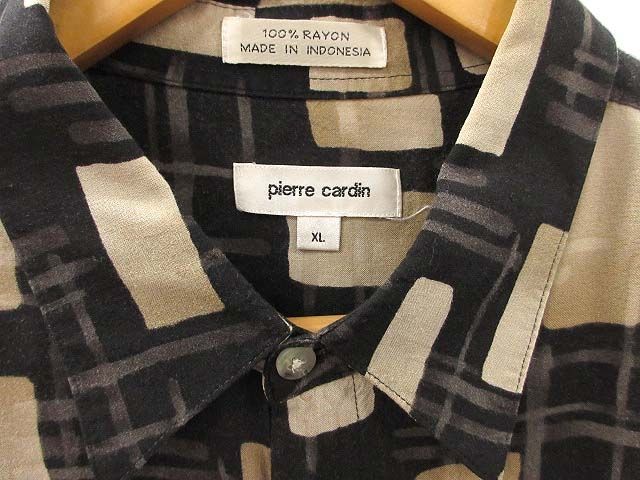 100% RAYON
MADE IN INDONESIA
pierre cardin
XL